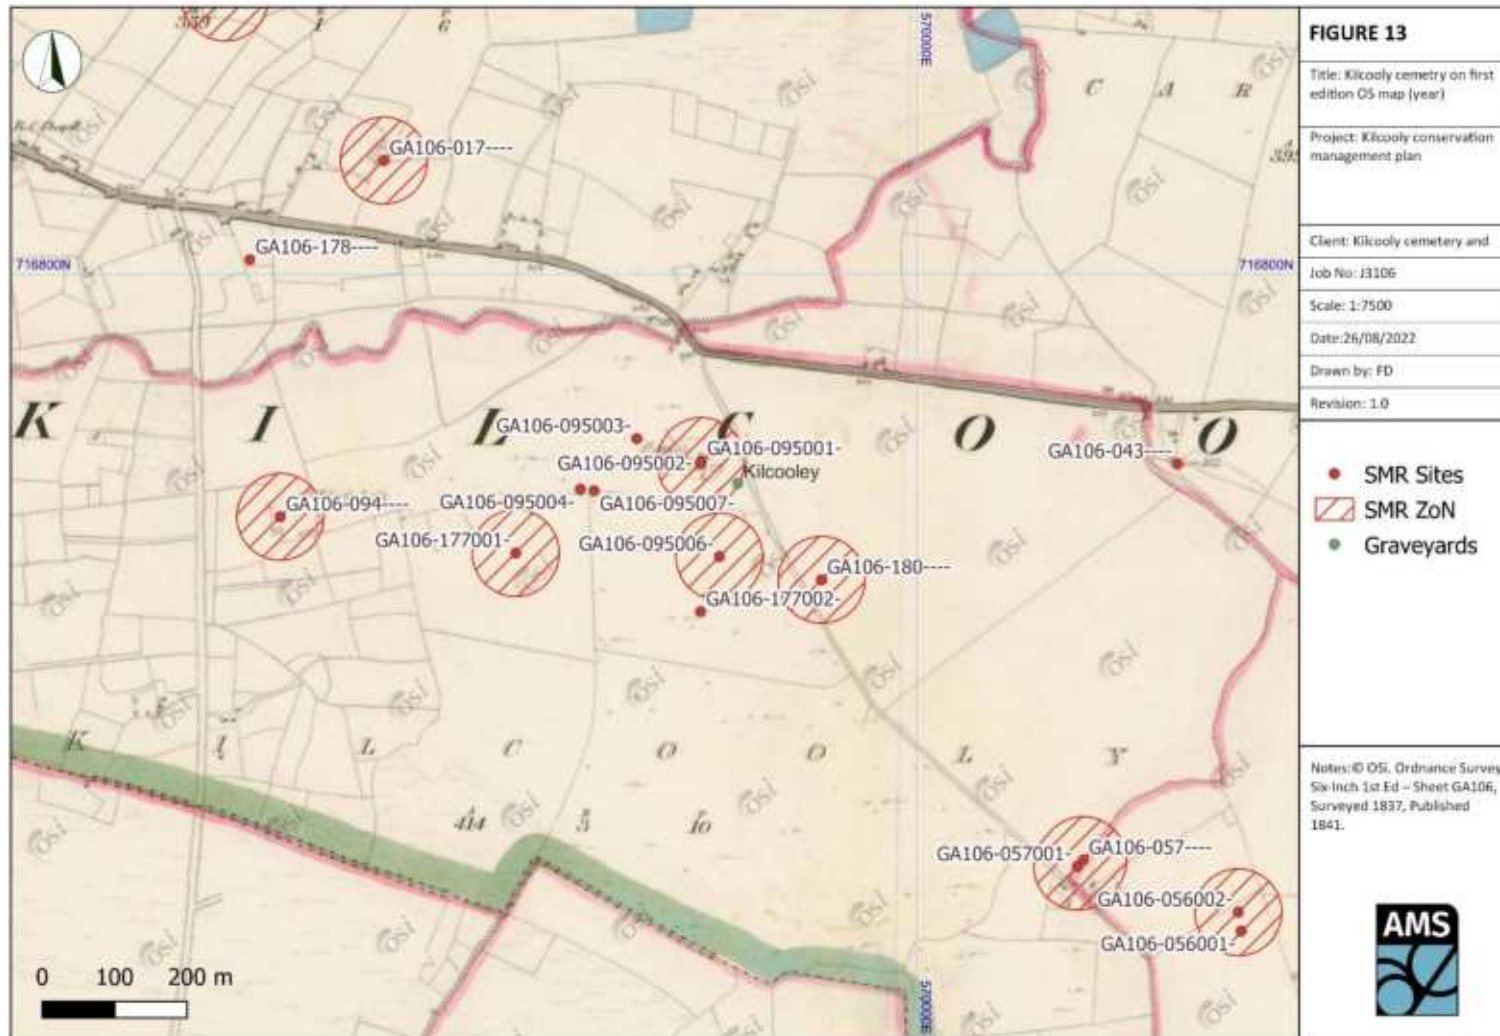 FIGURE 13
Title: Kilcooly cemetry on first
edition OS map (year)
Project: Kilcooly conservation
management plan
Client: Kilcooly cemetery and
Job No: J3106
Scale: 1:7500
Date:26/08/2022
Drawn by: FD
Revision: 1.0
SMR Sites
SMR ZoN
Graveyards
Notes:© OSi. Ordnance Survey
Six-Inch 1st Ed – Sheet GA106,
Surveyed 1837, Published
1841.
AMS
570000E
C A R
GA106-017----
GA106-178----
716800N
716800N
K I L C O O
GA106-095003-
GA106-095001-
GA106-095002-
Kilcooley
GA106-043----
GA106-094----
GA106-095004-
GA106-095007-
GA106-177001-
GA106-095006-
GA106-180----
GA106-177002-
K I L C O O L Y
414 3 10
GA106-057001-
GA106-057----
GA106-056002-
GA106-056001-
0 100 200 m
570000E
OSi